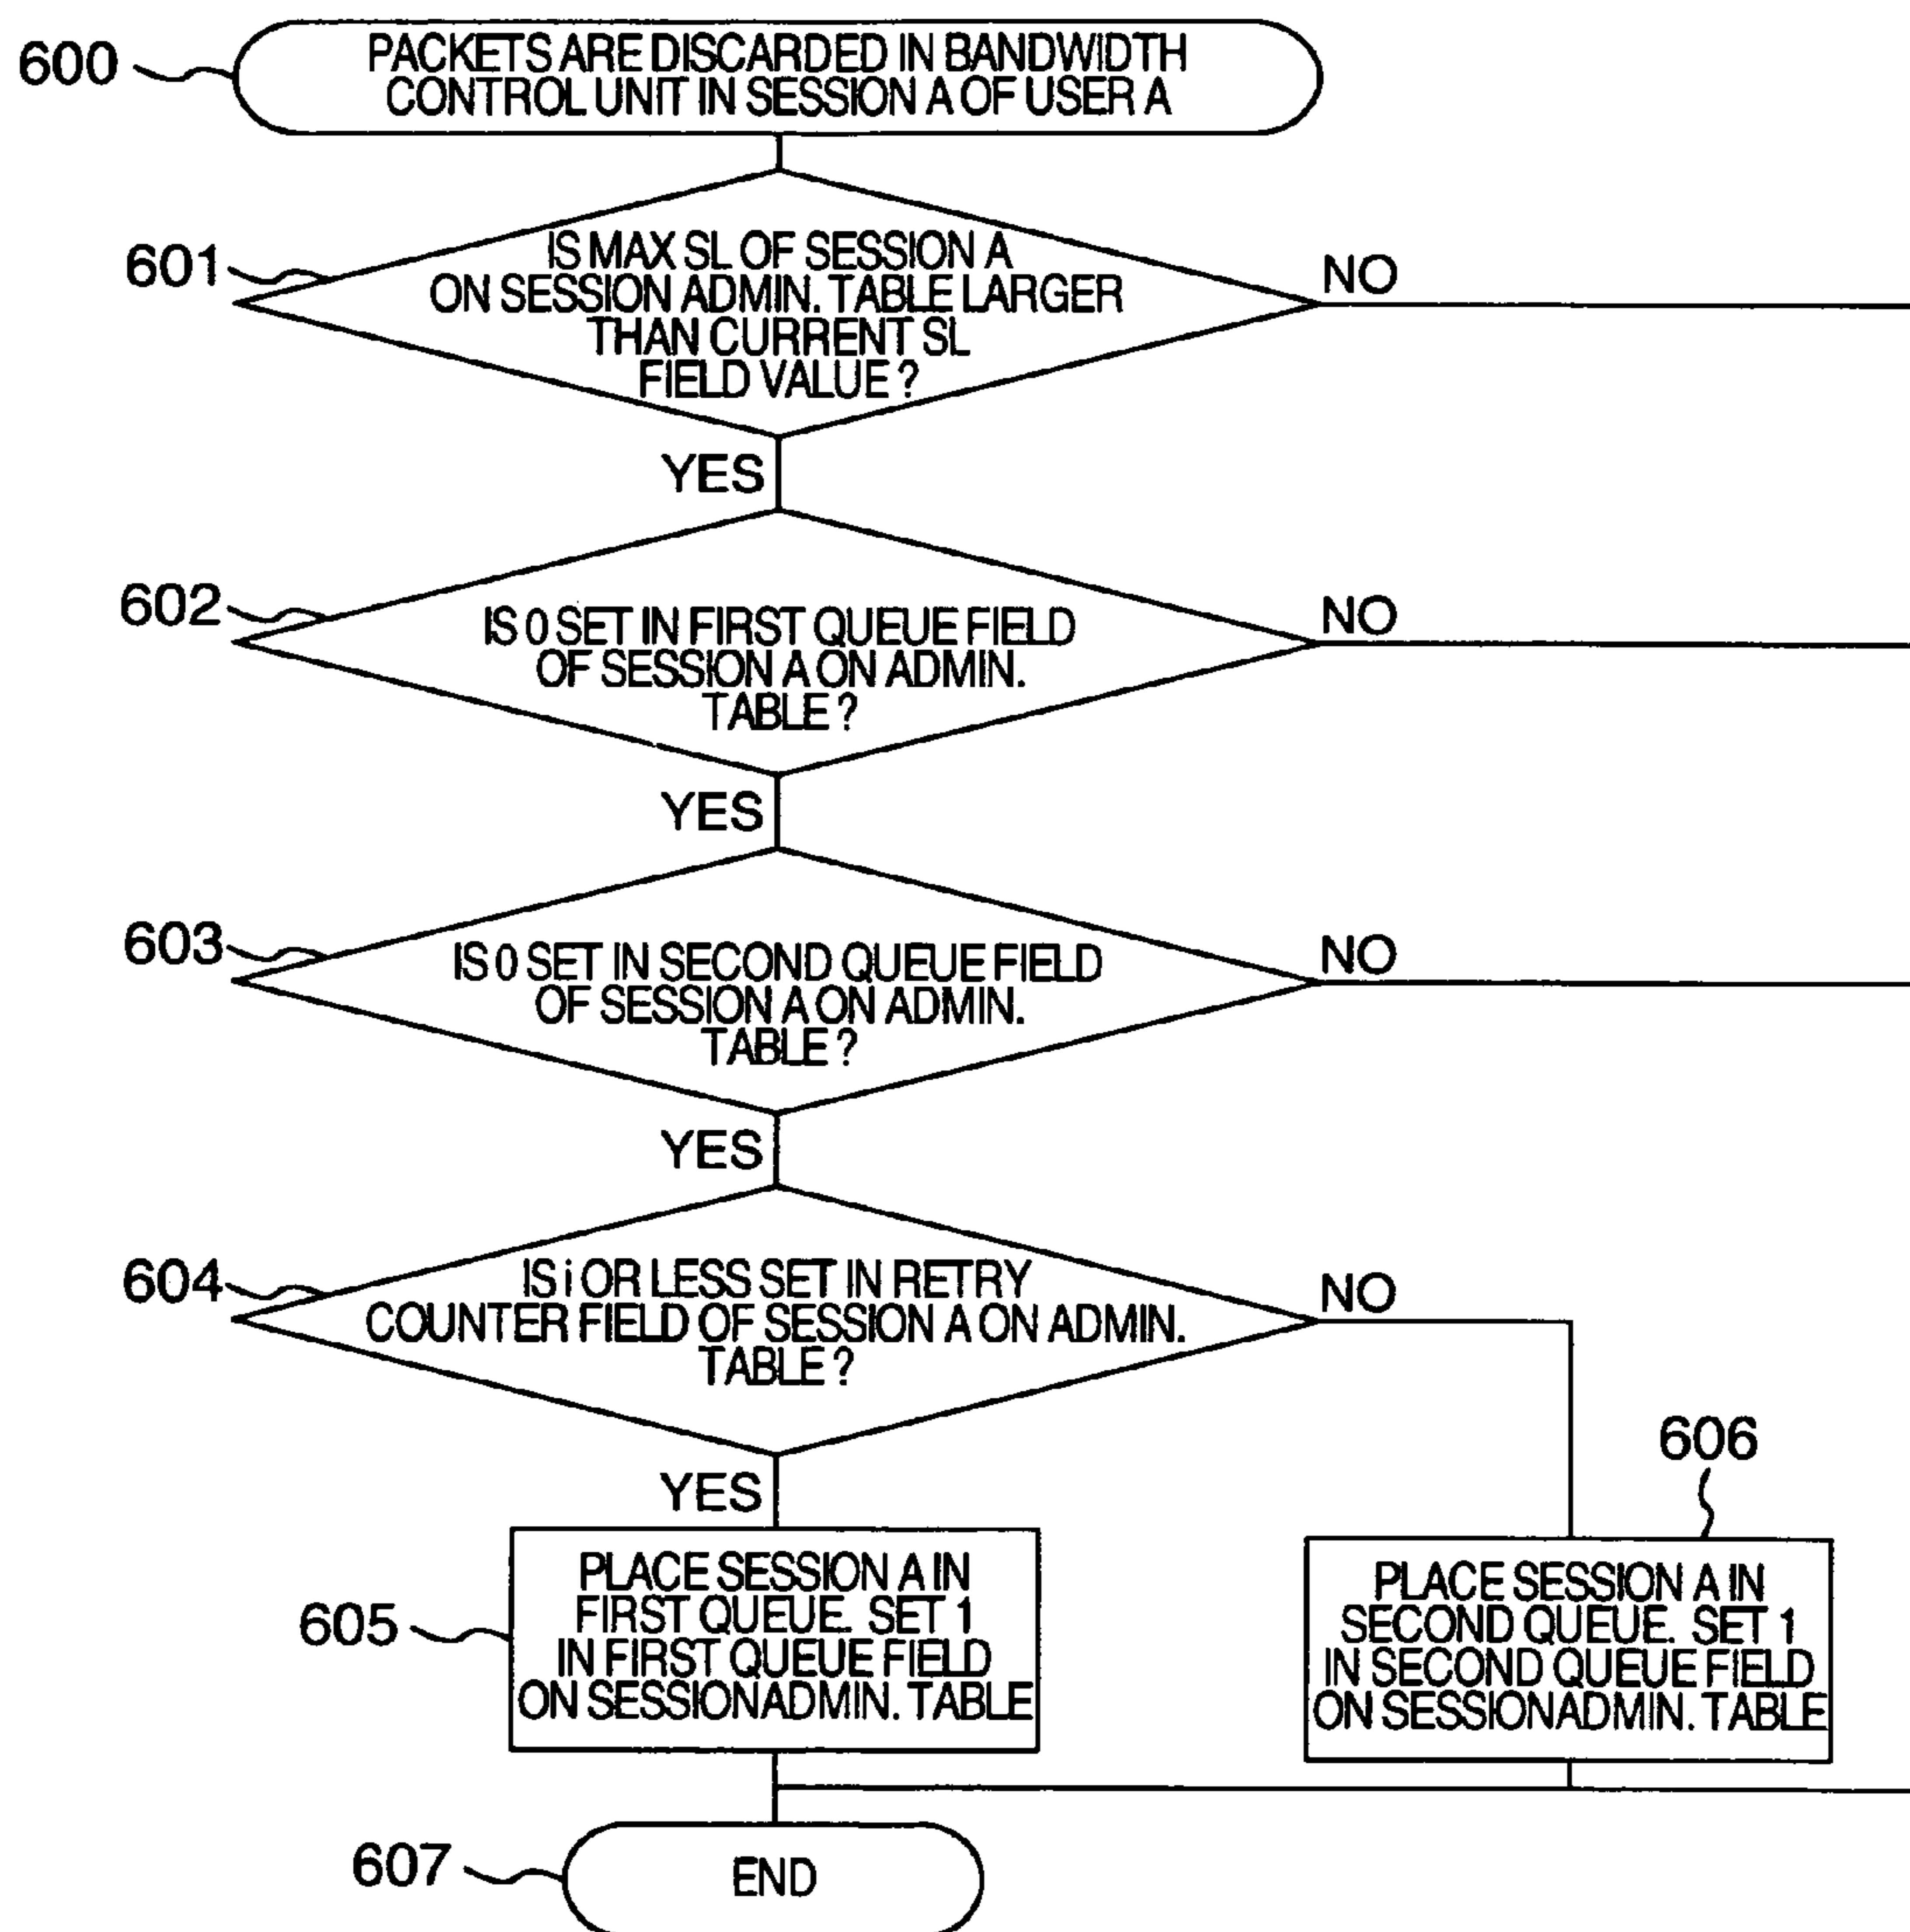 600
PACKETS ARE DISCARDED IN BANDWIDTH
CONTROL UNIT IN SESSION A OF USER A
601
IS MAX SL OF SESSION A
ON SESSION ADMIN. TABLE LARGER
THAN CURRENT SL
FIELD VALUE ?
NO
YES
602
IS 0 SET IN FIRST QUEUE FIELD
OF SESSION A ON ADMIN.
TABLE ?
NO
YES
603
IS 0 SET IN SECOND QUEUE FIELD
OF SESSION A ON ADMIN.
TABLE ?
NO
YES
604
IS i OR LESS SET IN RETRY
COUNTER FIELD OF SESSION A ON ADMIN.
TABLE ?
NO
YES
605
PLACE SESSION A IN
FIRST QUEUE. SET 1
IN FIRST QUEUE FIELD
ON SESSION ADMIN. TABLE
606
PLACE SESSION A IN
SECOND QUEUE. SET 1
IN SECOND QUEUE FIELD
ON SESSION ADMIN. TABLE
607
END